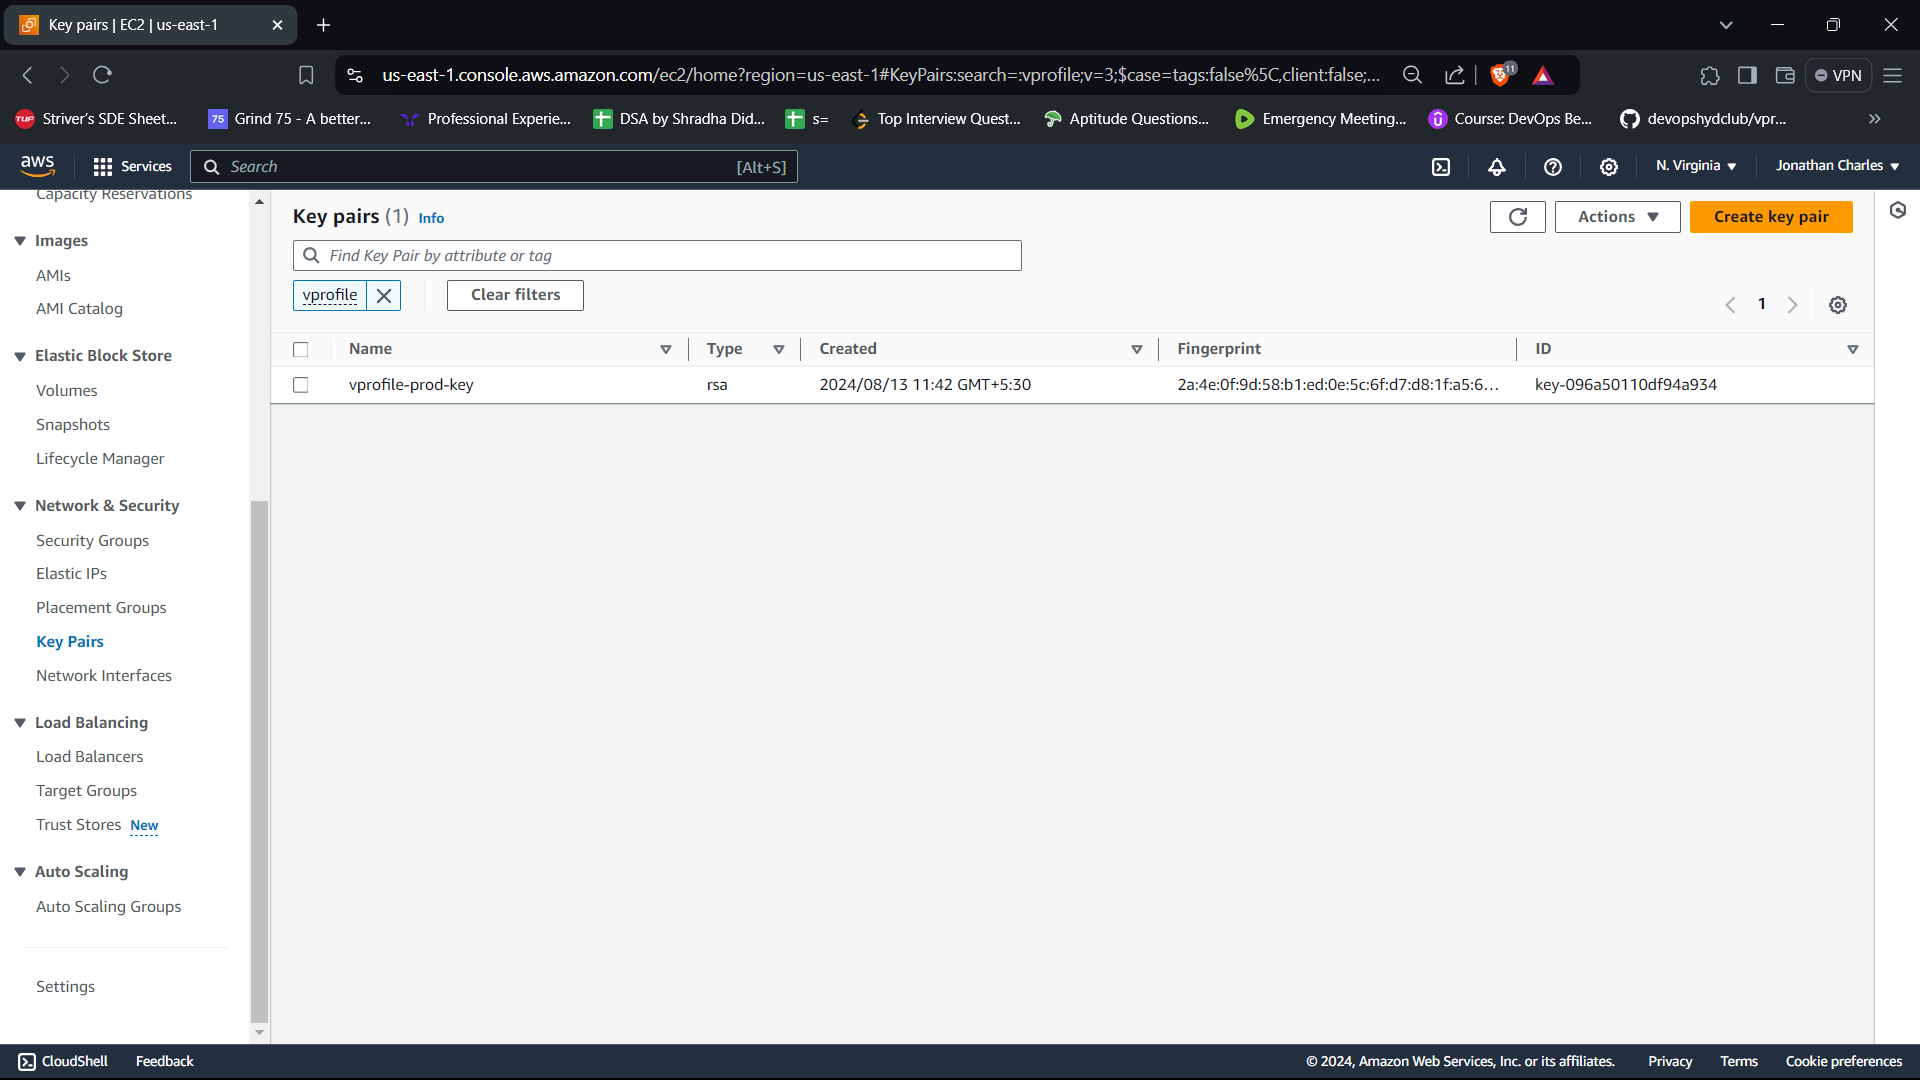 Key pairs | EC2 | us-east-1
us-east-1.console.aws.amazon.com/ec2/home?region=us-east-1#KeyPairs:search=:vprofile;v=3;$case=tags:false%5C,client:false;...
11
VPN
TUF Striver's SDE Sheet...
75 Grind 75 - A better...
Professional Experie...
DSA by Shradha Did...
s=
Top Interview Quest...
Aptitude Questions...
Emergency Meeting...
Course: DevOps Be...
devopshydclub/vpr...
aws
Services
Search
[Alt+S]
N. Virginia
Jonathan Charles
Capacity Reservations
Images
AMIs
AMI Catalog
Elastic Block Store
Volumes
Snapshots
Lifecycle Manager
Network & Security
Security Groups
Elastic IPs
Placement Groups
Key Pairs
Network Interfaces
Load Balancing
Load Balancers
Target Groups
Trust Stores New
Auto Scaling
Auto Scaling Groups
Settings
Key pairs (1) Info
Actions
Create key pair
Find Key Pair by attribute or tag
vprofile
Clear filters
1
Name Type Created Fingerprint ID
vprofile-prod-key rsa 2024/08/13 11:42 GMT+5:30 2a:4e:0f:9d:58:b1:ed:0e:5c:6f:d7:d8:1f:a5:6... key-096a50110df94a934
CloudShell
Feedback
© 2024, Amazon Web Services, Inc. or its affiliates.
Privacy
Terms
Cookie preferences